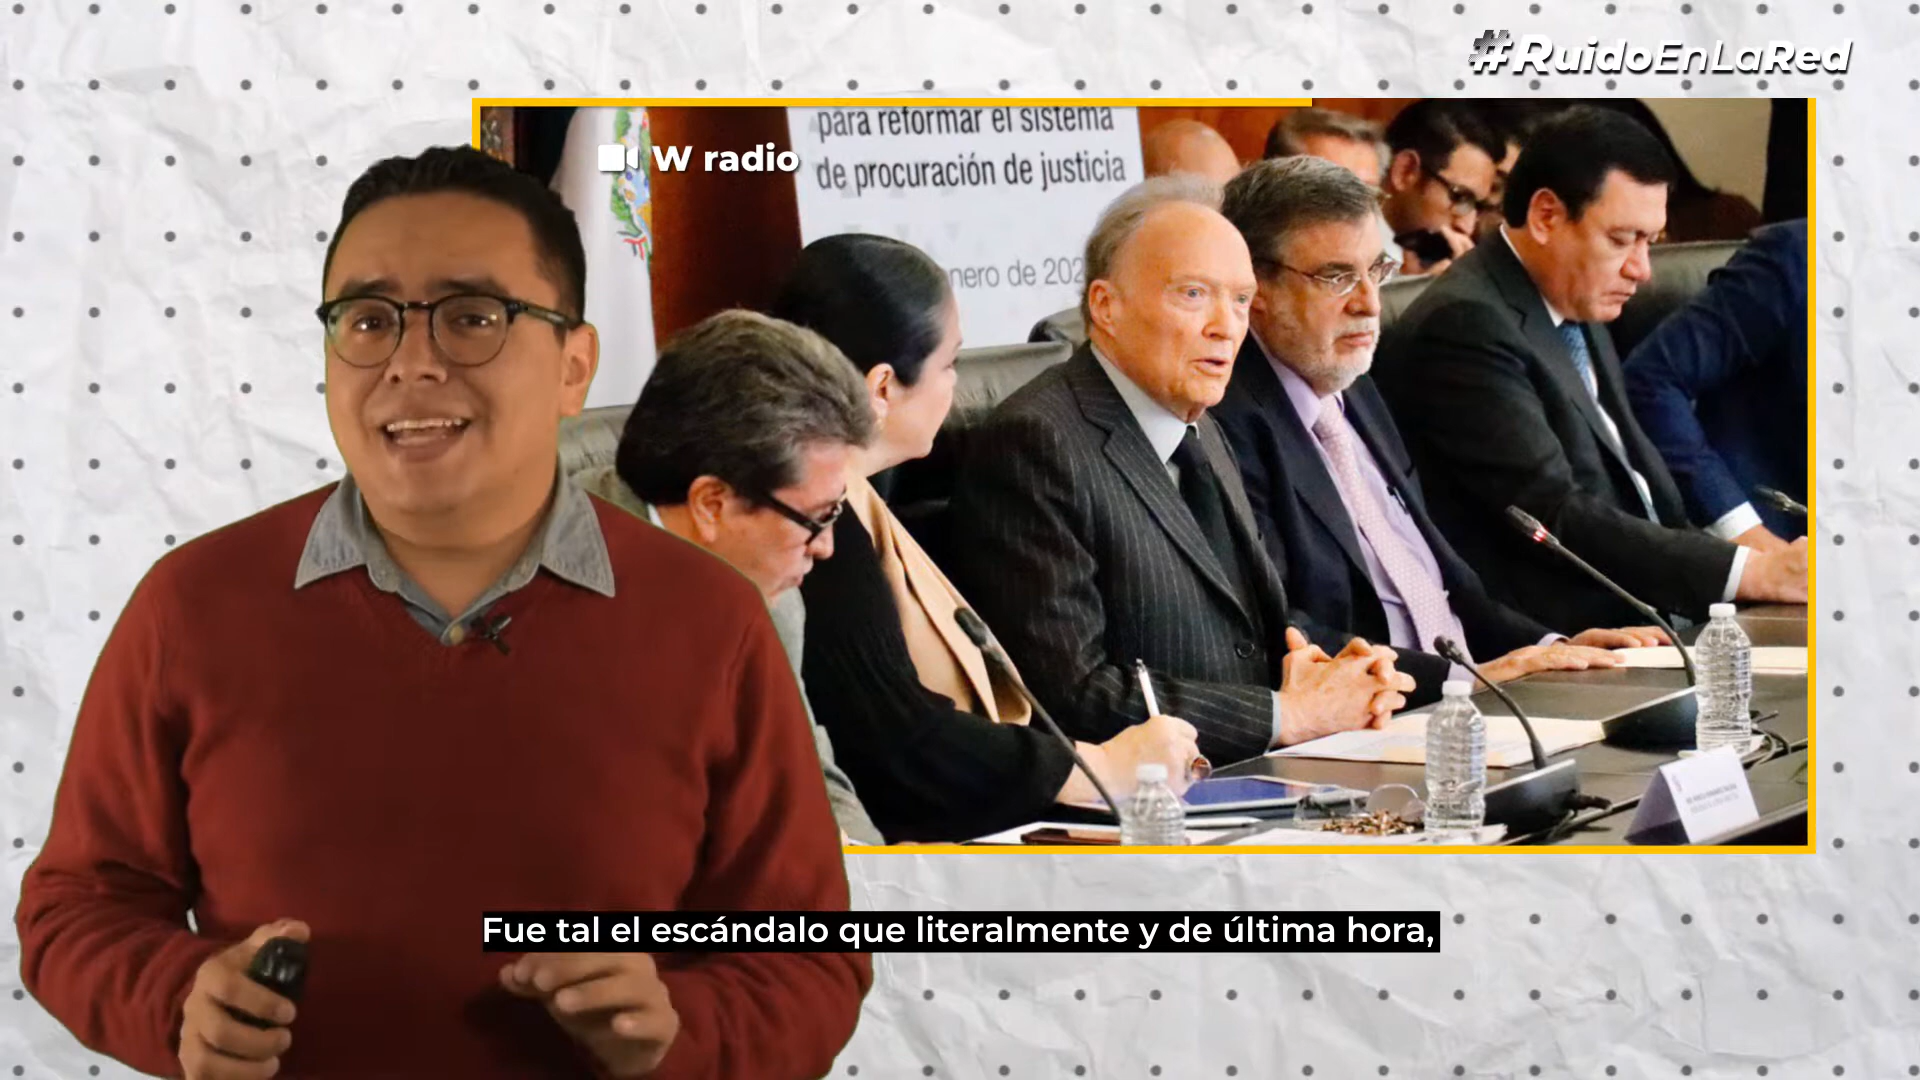 #RuidoEnLaRed
para reformar el sistema
W radio
de procuración de justicia
nero de 202
Fue tal el escándalo que literalmente y de última hora,